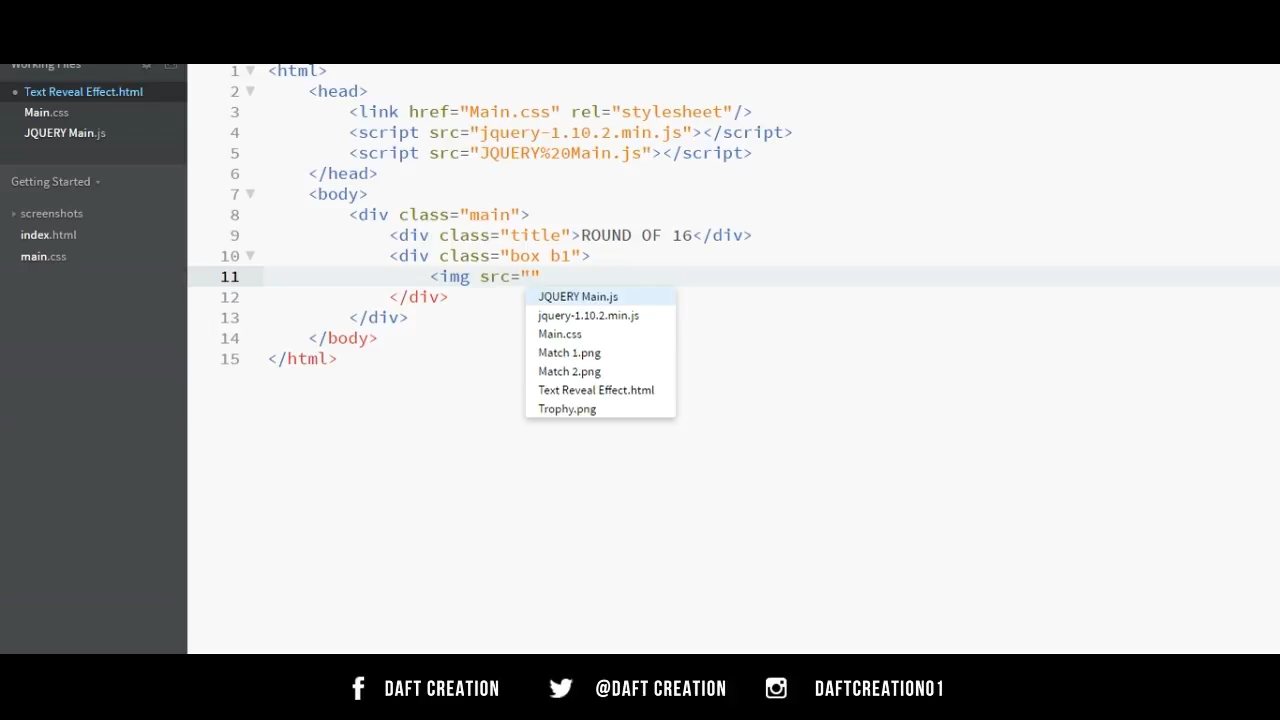 Working Files
Text Reveal Effect.html
Main.css
JQUERY Main.js
Getting Started
screenshots
index.html
main.css
1 <html>
2 <head>
3 <link href="Main.css" rel="stylesheet"/>
4 <script src="jquery-1.10.2.min.js"></script>
5 <script src="JQUERY%20Main.js"></script>
6 </head>
7 <body>
8 <div class="main">
9 <div class="title">ROUND OF 16</div>
10 <div class="box b1">
11 <img src=""
12 </div>
13 </div>
14 </body>
15 </html>
JQUERY Main.js
jquery-1.10.2.min.js
Main.css
Match 1.png
Match 2.png
Text Reveal Effect.html
Trophy.png
DAFT CREATION @DAFT CREATION DAFTCREATION01